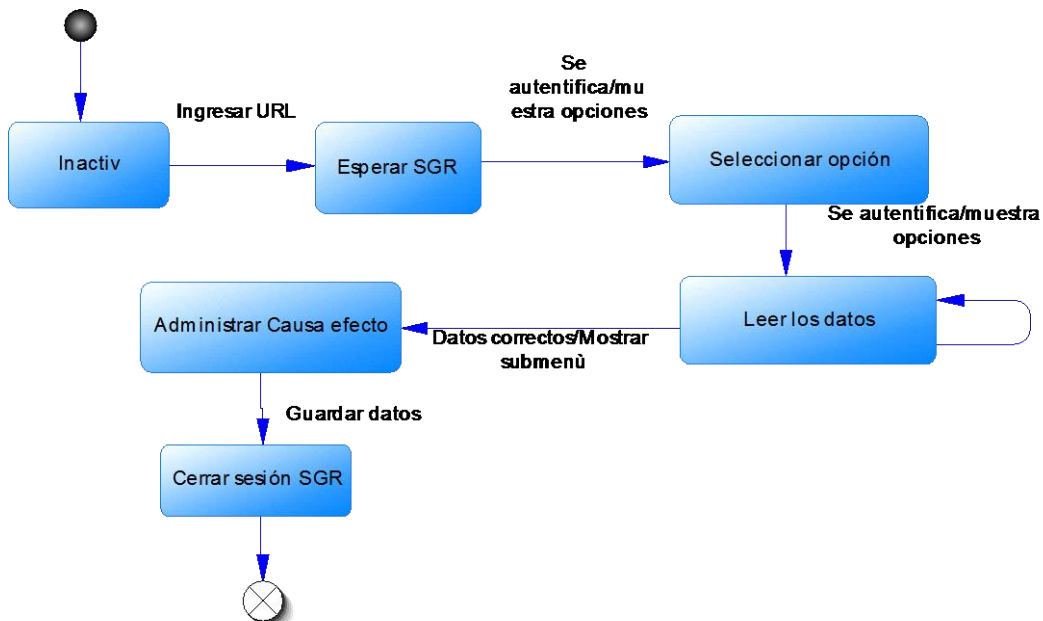 Ingresar URL
Se
autentifica/mu
estra opciones
Inactiv
Esperar SGR
Seleccionar opción
Se autentifica/muestra
opciones
Administrar Causa efecto
Leer los datos
Datos correctos/Mostrar
submenù
Guardar datos
Cerrar sesión SGR